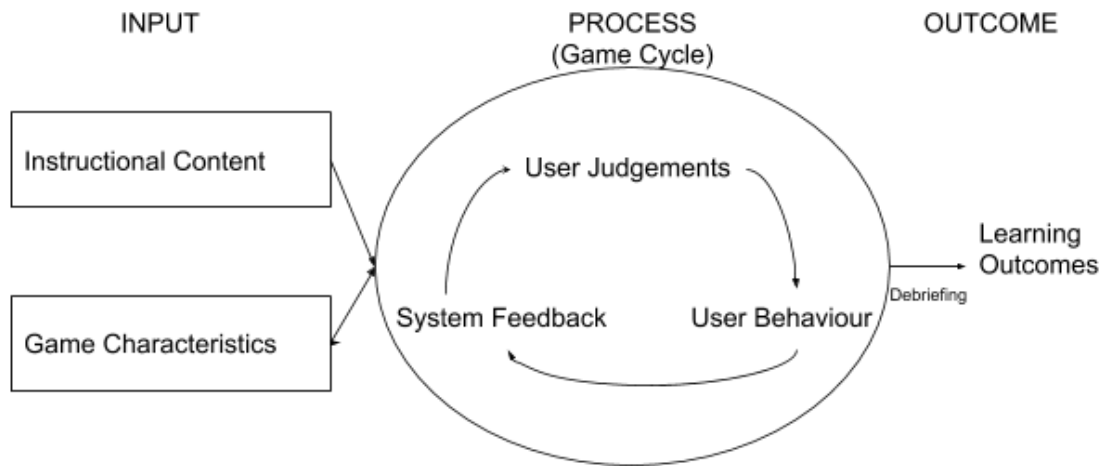 INPUT
PROCESS
(Game Cycle)
OUTCOME
Instructional Content
Game Characteristics
User Judgements
System Feedback
User Behaviour
Debriefing
Learning
Outcomes